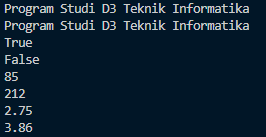 Program Studi D3 Teknik Informatika
Program Studi D3 Teknik Informatika
True
False
85
212
2.75
3.86